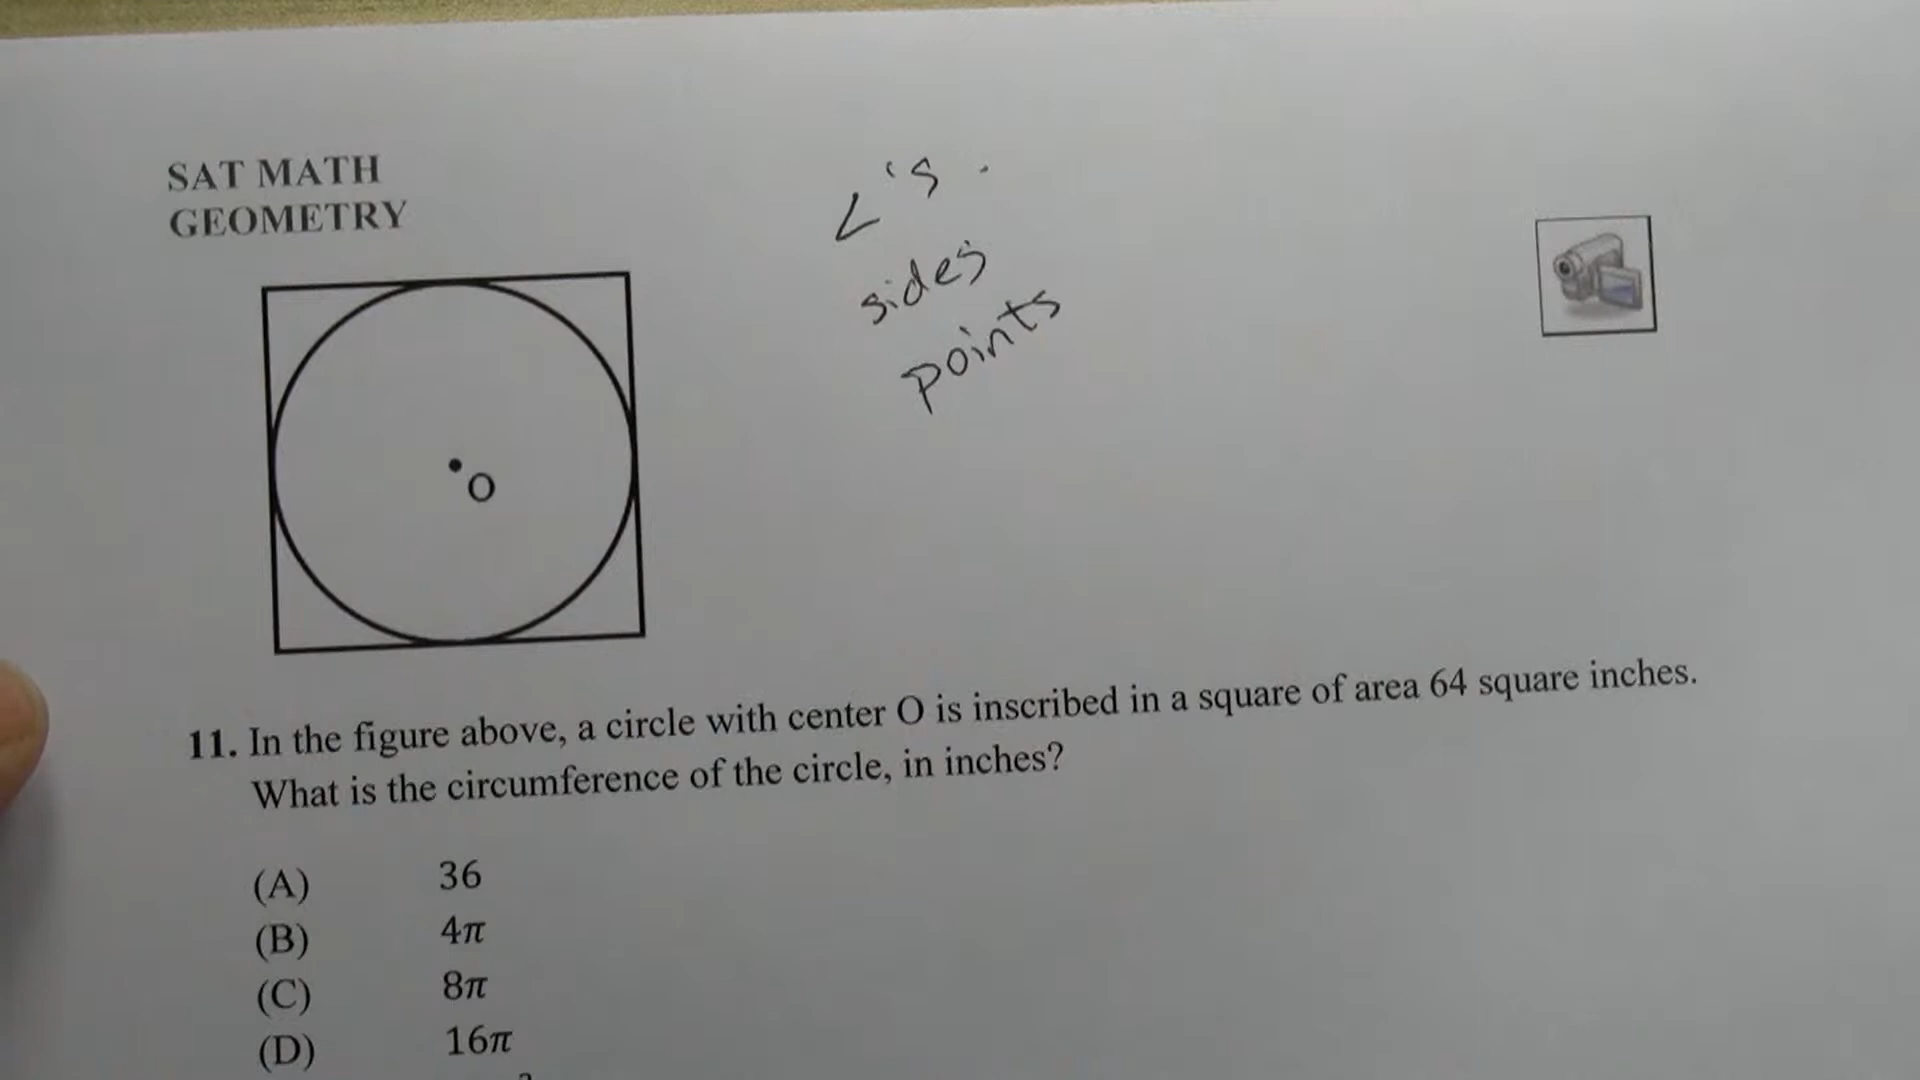 SAT MATH
GEOMETRY
∠'s
sides
points
O
11. In the figure above, a circle with center O is inscribed in a square of area 64 square inches.
What is the circumference of the circle, in inches?
(A) 36
(B) 4π
(C) 8π
(D) 16π